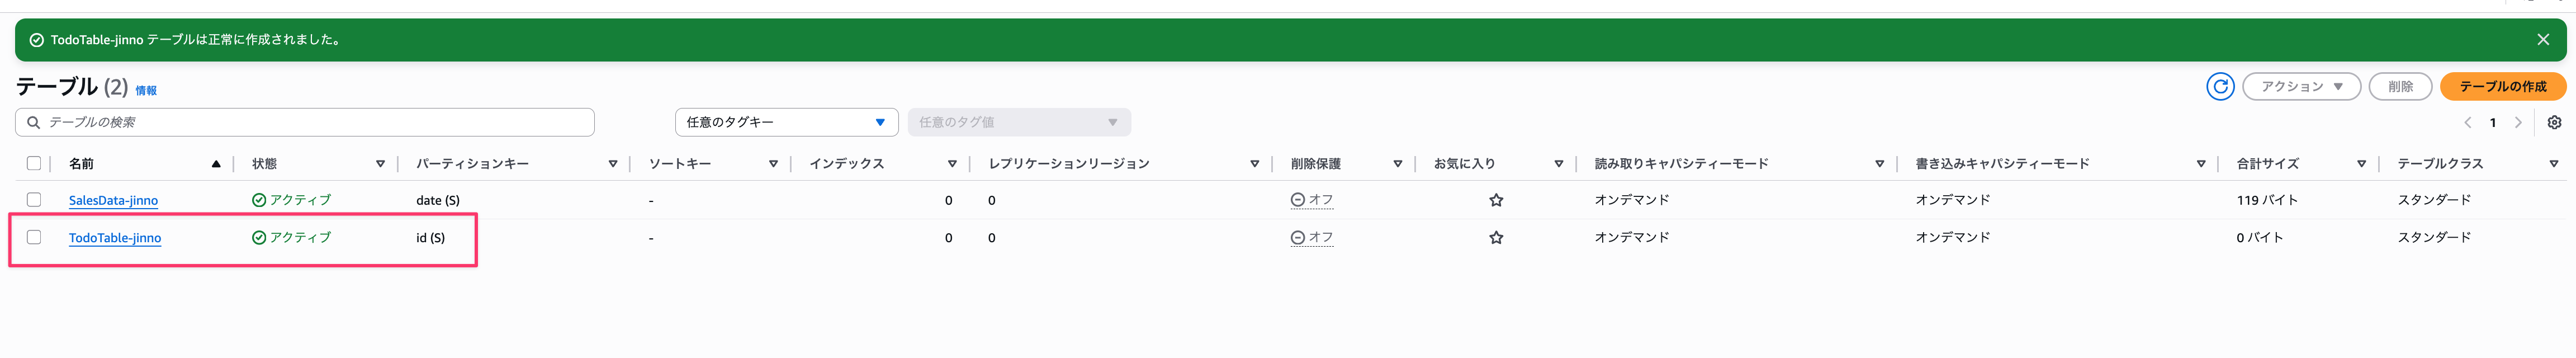 TodoTable-jinno テーブルは正常に作成されました。
テーブル (2) 情報
アクション 削除 テーブルの作成
テーブルの検索 任意のタグキー 任意のタグ値 1
名前 状態 パーティションキー ソートキー インデックス レプリケーションリージョン 削除保護 お気に入り 読み取りキャパシティーモード 書き込みキャパシティーモード 合計サイズ テーブルクラス
SalesData-jinno アクティブ date (S) - 0 0 オフ オンデマンド オンデマンド 119 バイト スタンダード
TodoTable-jinno アクティブ id (S) - 0 0 オフ オンデマンド オンデマンド 0 バイト スタンダード